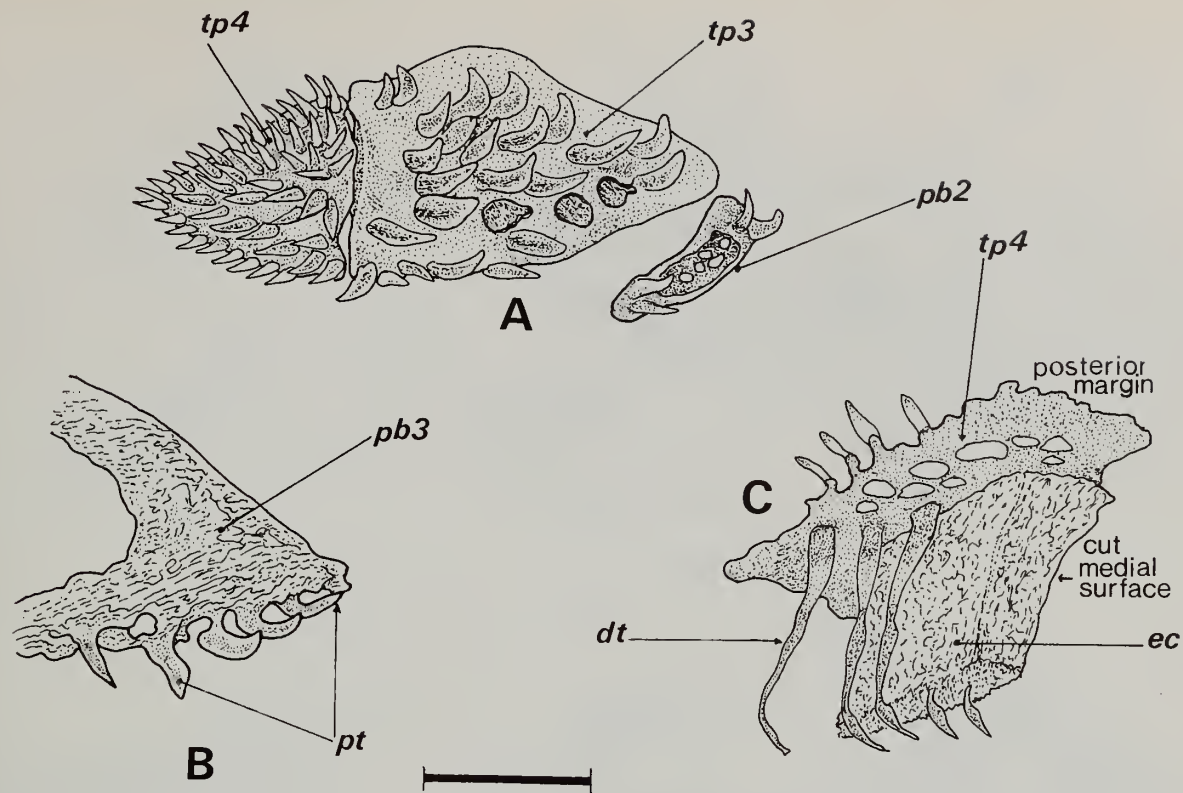 tp4
tp3
pb2
A
tp4
posterior
margin
pb3
C
cut
medial
surface
dt
ec
pt
B